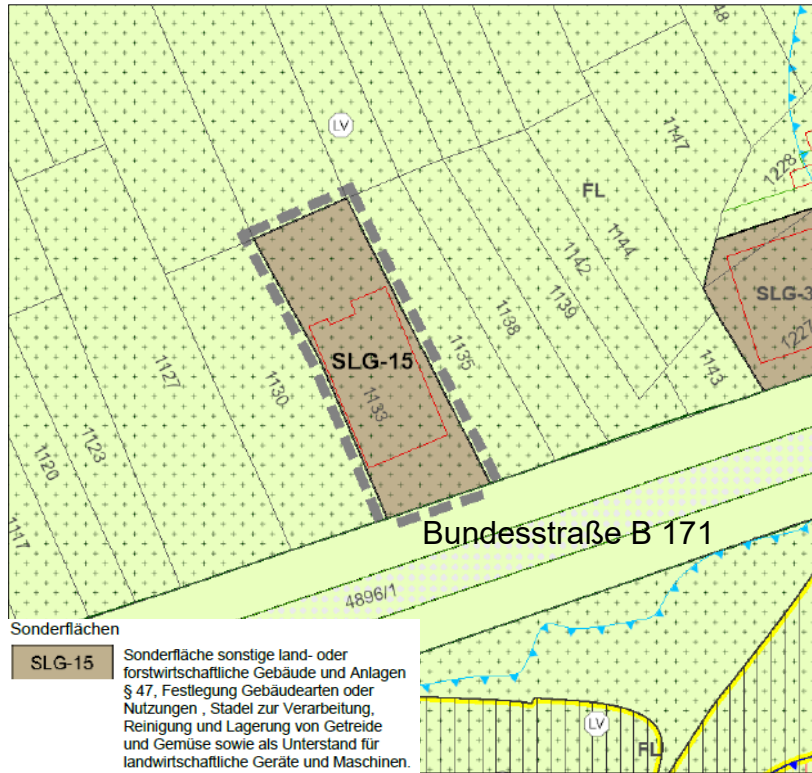 48
LV
1147
1228
FL
1144
1142
SLG-3
1139
1138
1227
1135
SLG-15
1143
1133
1130
1127
1123
1120
1117
Bundesstraße B 171
4896/1
Sonderflächen
SLG-15
Sonderfläche sonstige land- oder
forstwirtschaftliche Gebäude und Anlagen
§ 47, Festlegung Gebäudearten oder
Nutzungen , Stadel zur Verarbeitung,
Reinigung und Lagerung von Getreide
und Gemüse sowie als Unterstand für
landwirtschaftliche Geräte und Maschinen.
LV
FL